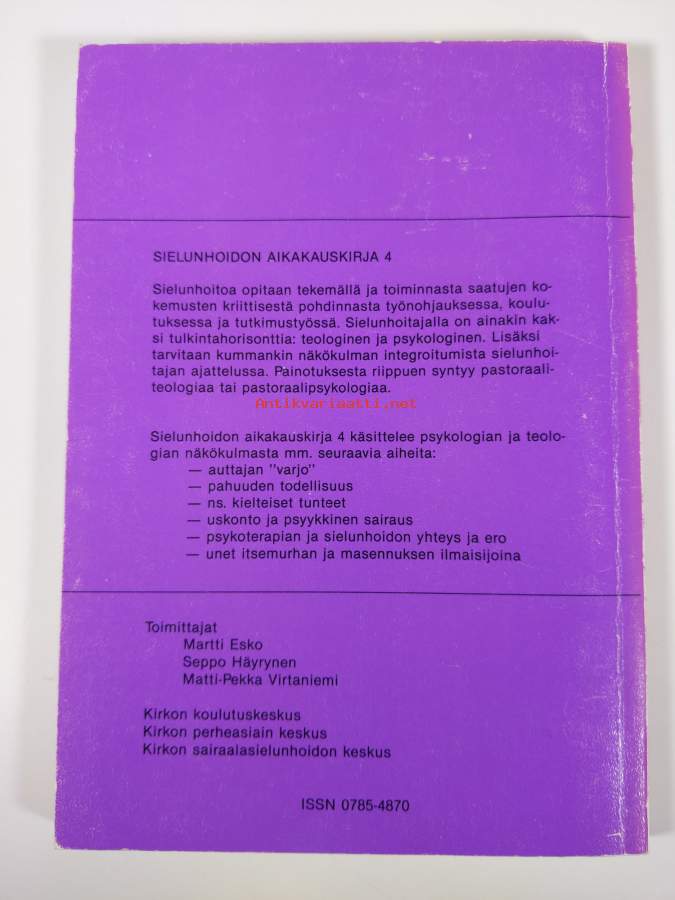 SIELUNHOIDON AIKAKAUSKIRJA 4
Sielunhoitoa opitaan tekemällä ja toiminnasta saatujen ko-
kemusten kriittisestä pohdinnasta työnohjauksessa, koulu-
tuksessa ja tutkimustyössä. Sielunhoitajalla on ainakin kak-
si tulkintahorisonttia: teologinen ja psykologinen. Lisäksi
tarvitaan kummankin näkökulman integroitumista sielunhoi-
tajan ajattelussa. Painotuksesta riippuen syntyy pastoraali-
teologiaa tai pastoraalipsykologiaa.
Antikvariaatti.net
Sielunhoidon aikakauskirja 4 käsittelee psykologian ja teolo-
gian näkökulmasta mm. seuraavia aiheita:
— auttajan "varjo"
— pahuuden todellisuus
— ns. kielteiset tunteet
— uskonto ja psyykkinen sairaus
— psykoterapian ja sielunhoidon yhteys ja ero
— unet itsemurhan ja masennuksen ilmaisijoina
Toimittajat
Martti Esko
Seppo Häyrynen
Matti-Pekka Virtaniemi
Kirkon koulutuskeskus
Kirkon perheasiain keskus
Kirkon sairaalasielunhoidon keskus
ISSN 0785-4870